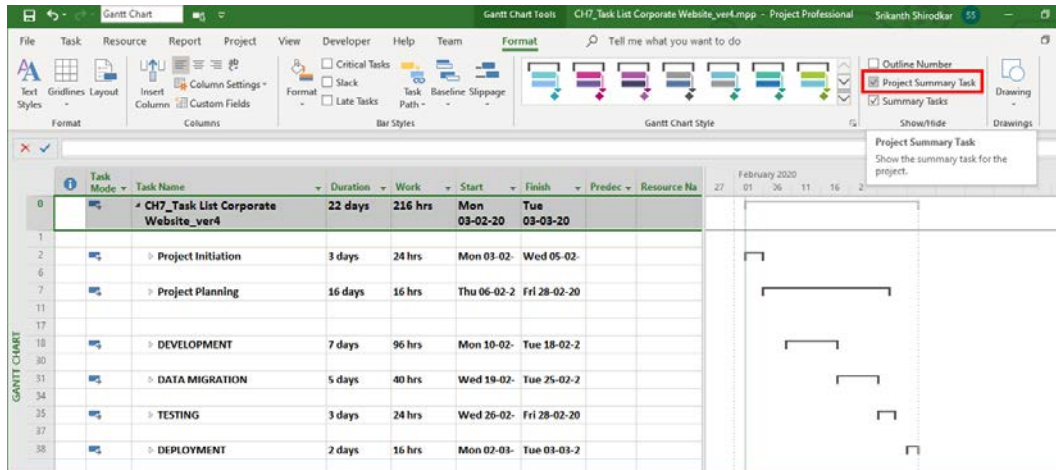 Gantt Chart
Gantt Chart Tools CH7_Task List Corporate Website_ver4.mpp - Project Professional Srikanth Shirodkar SS
File Task Resource Report Project View Developer Help Team Format Tell me what you want to do
Text Styles
Gridlines
Layout
Format
Insert Column
Column Settings
Custom Fields
Columns
Format
Critical Tasks
Slack
Late Tasks
Task Path
Baseline
Slippage
Bar Styles
Gantt Chart Style
Outline Number
Project Summary Task
Summary Tasks
Show/Hide
Drawing
Drawings
Project Summary Task
Show the summary task for the
project.
Task Mode Task Name Duration Work Start Finish Predec Resource Na
February 2020
27 01 06 11 16 2
0 CH7_Task List Corporate Website_ver4 22 days 216 hrs Mon 03-02-20 Tue 03-03-20
1
2 Project Initiation 3 days 24 hrs Mon 03-02- Wed 05-02-
6
7 Project Planning 16 days 16 hrs Thu 06-02-2 Fri 28-02-20
11
17
18 DEVELOPMENT 7 days 96 hrs Mon 10-02- Tue 18-02-2
30
31 DATA MIGRATION 5 days 40 hrs Wed 19-02- Tue 25-02-2
34
35 TESTING 3 days 24 hrs Wed 26-02- Fri 28-02-20
37
38 DEPLOYMENT 2 days 16 hrs Mon 02-03- Tue 03-03-2
GANTT CHART